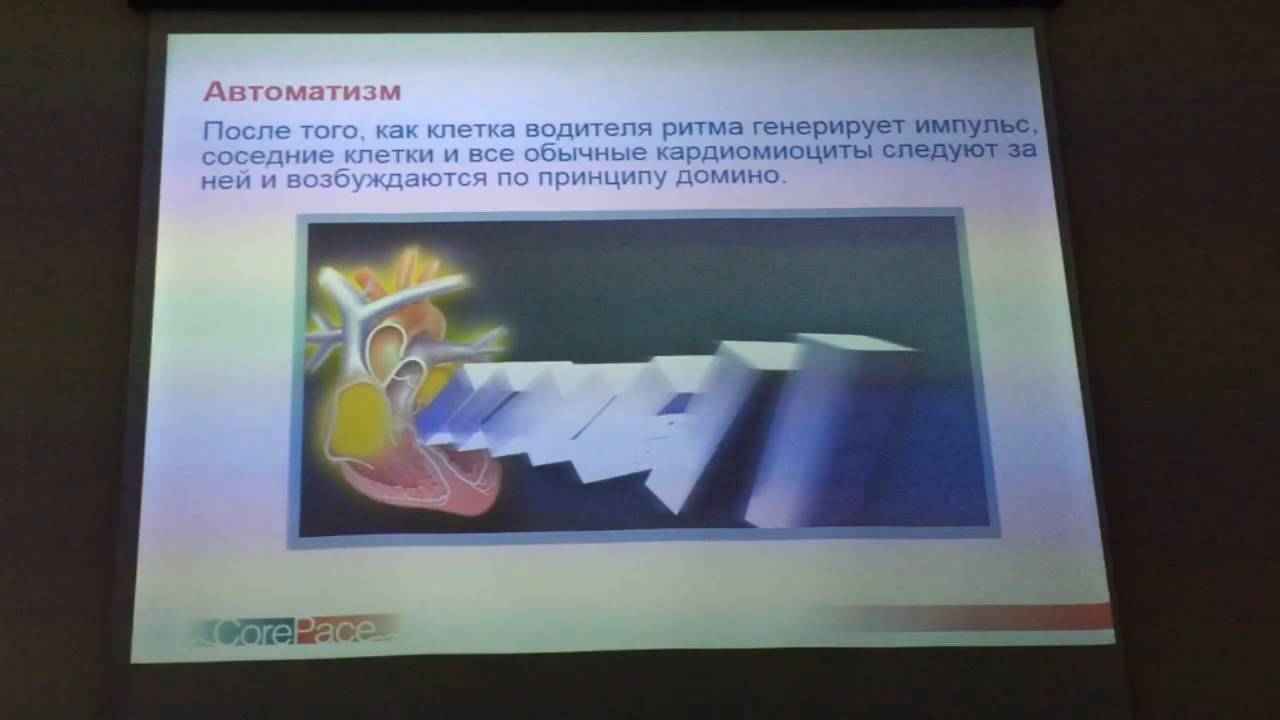 Автоматизм
После того, как клетка водителя ритма генерирует импульс,
соседние клетки и все обычные кардиомиоциты следуют за
ней и возбуждаются по принципу домино.
CorePace